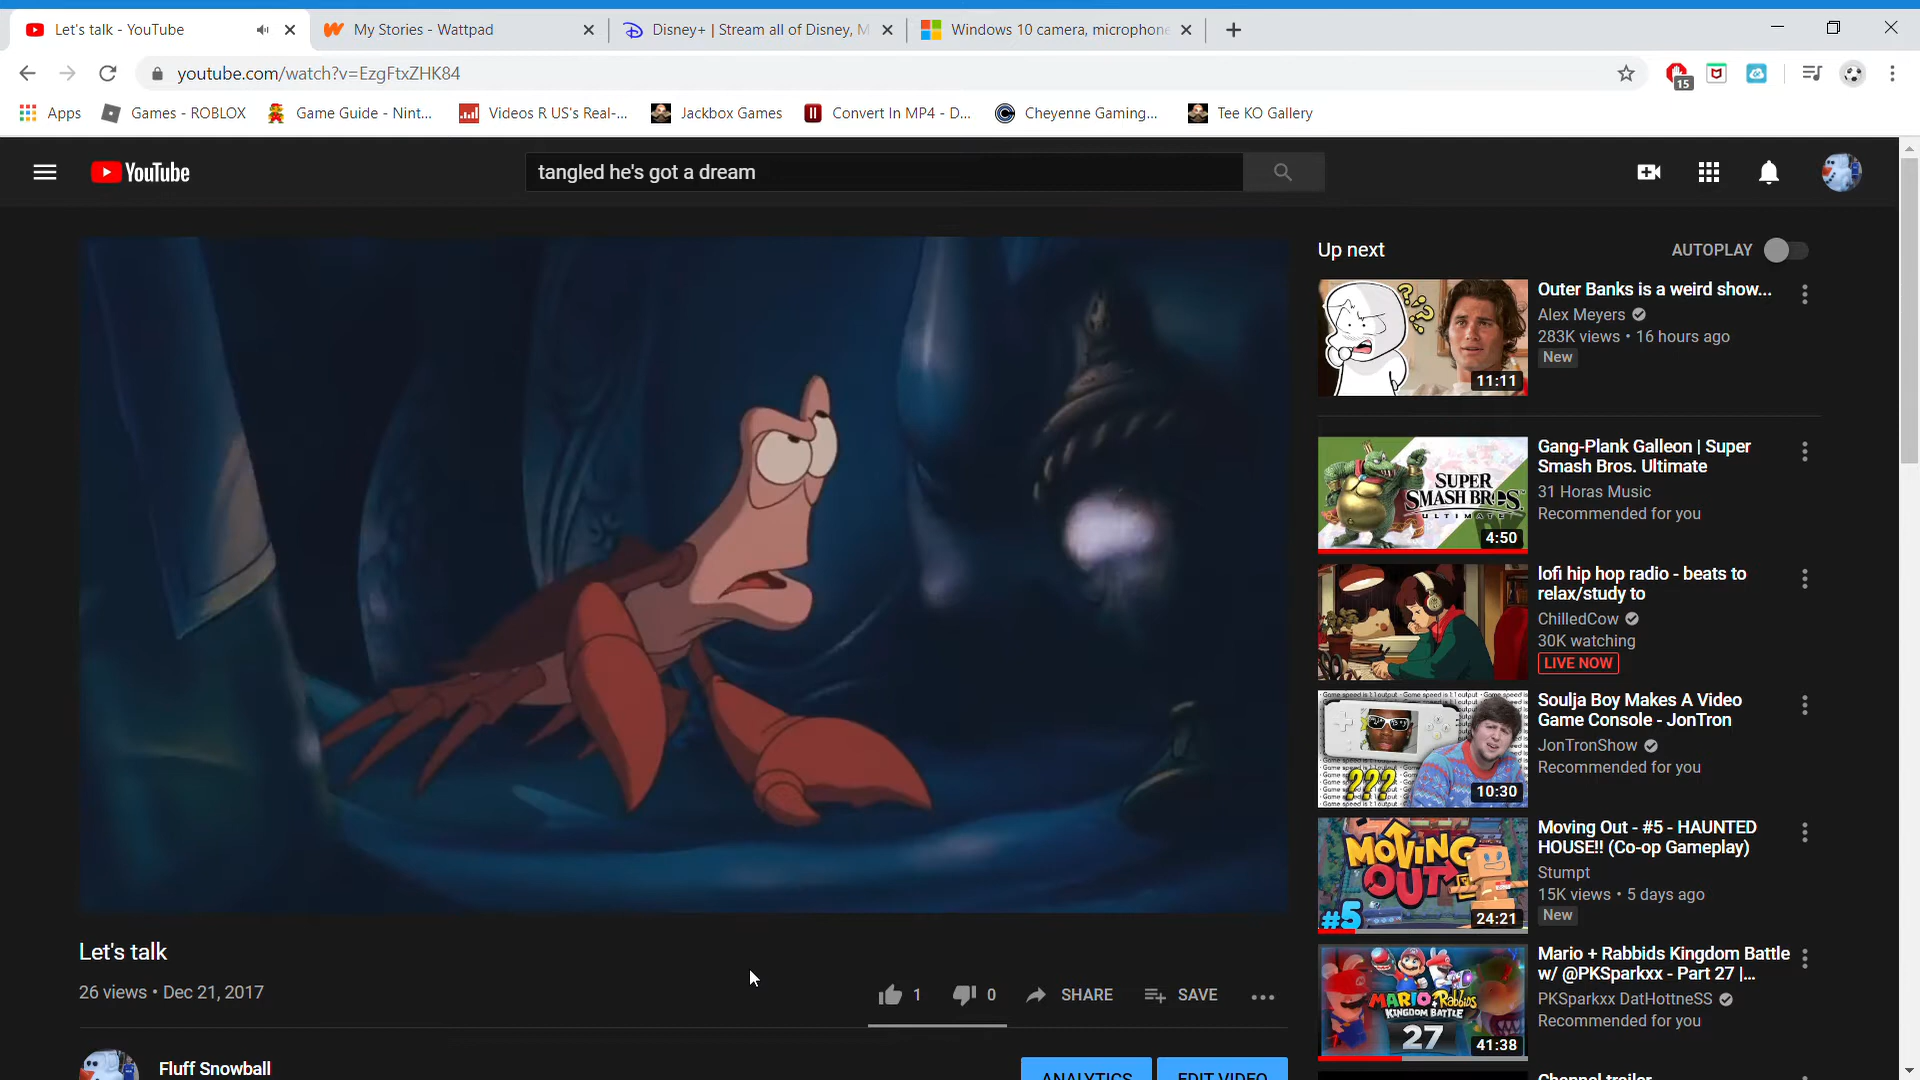 Let's talk - YouTube
My Stories - Wattpad
Disney+ | Stream all of Disney, M
Windows 10 camera, microphone
youtube.com/watch?v=EzgFtxZHK84
15
Apps
Games - ROBLOX
Game Guide - Nint...
Videos R US's Real-...
Jackbox Games
Convert In MP4 - D...
Cheyenne Gaming...
Tee KO Gallery
YouTube
tangled he's got a dream
Up next
AUTOPLAY
Outer Banks is a weird show...
Alex Meyers
283K views • 16 hours ago
New
11:11
Gang-Plank Galleon | Super
Smash Bros. Ultimate
31 Horas Music
Recommended for you
SUPER
SMASH BROS.
ULTIMATE
4:50
lofi hip hop radio - beats to
relax/study to
ChilledCow
30K watching
LIVE NOW
Soulja Boy Makes A Video
Game Console - JonTron
JonTronShow
Recommended for you
???
10:30
Moving Out - #5 - HAUNTED
HOUSE!! (Co-op Gameplay)
Stumpt
15K views • 5 days ago
New
MOVING
OUT
#5
24:21
Mario + Rabbids Kingdom Battle
w/ @PKSparkxx - Part 27 |...
PKSparkxx DatHottneSS
Recommended for you
MARIO + Rabbids
KINGDOM BATTLE
27
41:38
Channel trailer
Let's talk
26 views • Dec 21, 2017
1
0
SHARE
SAVE
Fluff Snowball
ANALYTICS
EDIT VIDEO